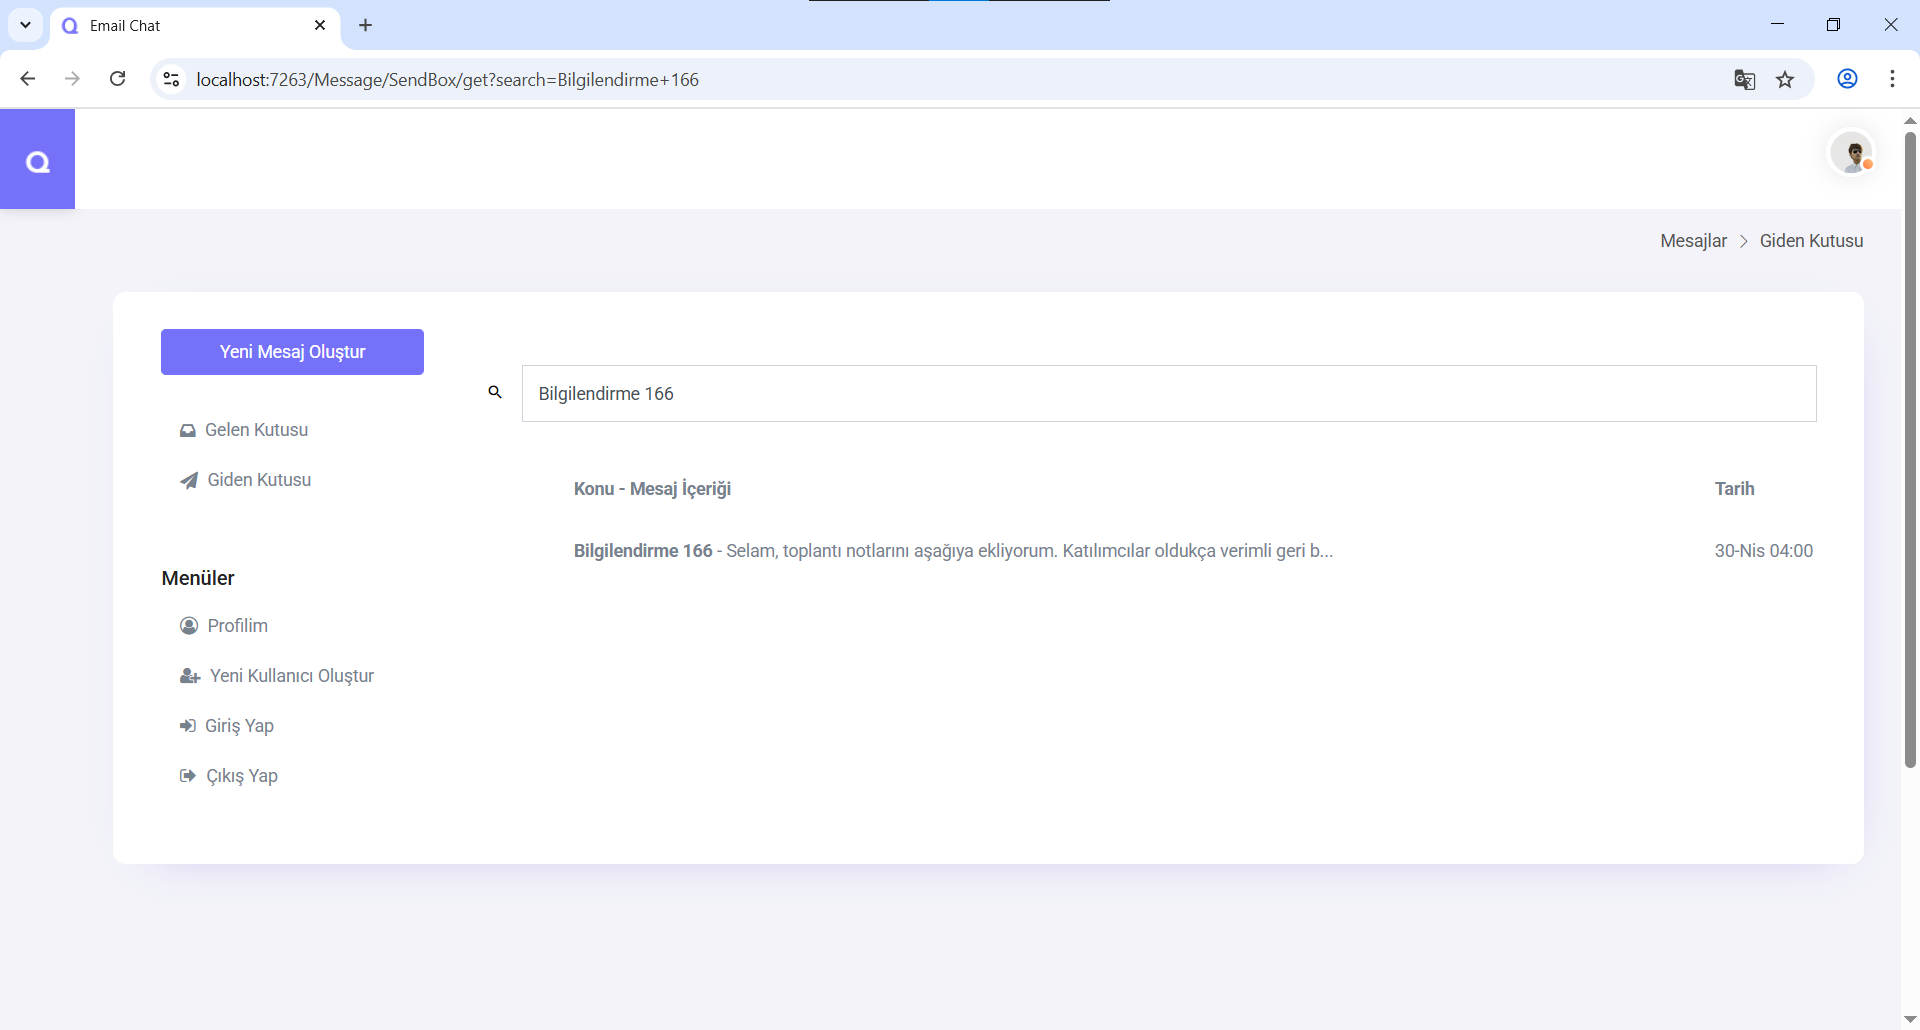 Email Chat
localhost:7263/Message/SendBox/get?search=Bilgilendirme+166
Mesajlar > Giden Kutusu
Yeni Mesaj Oluştur
Bilgilendirme 166
Gelen Kutusu
Giden Kutusu
Konu - Mesaj İçeriği Tarih
Bilgilendirme 166 - Selam, toplantı notlarını aşağıya ekliyorum. Katılımcılar oldukça verimli geri b... 30-Nis 04:00
Menüler
Profilim
Yeni Kullanıcı Oluştur
Giriş Yap
Çıkış Yap